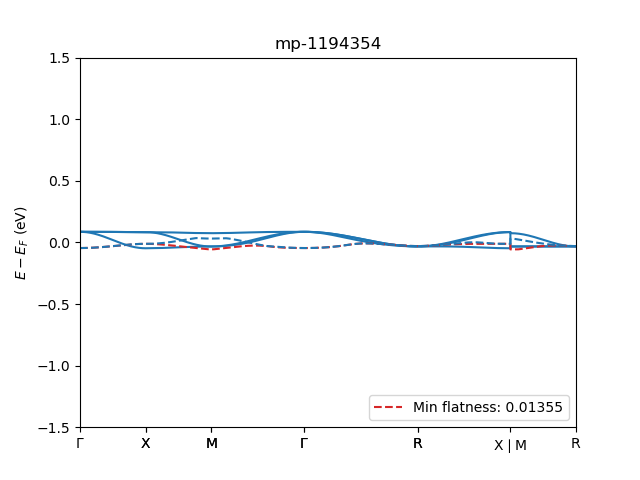 mp-1194354
1.5
1.0
0.5
0.0
−0.5
−1.0
−1.5
E − E_F (eV)
Min flatness: 0.01355
Γ X M Γ R X | M R